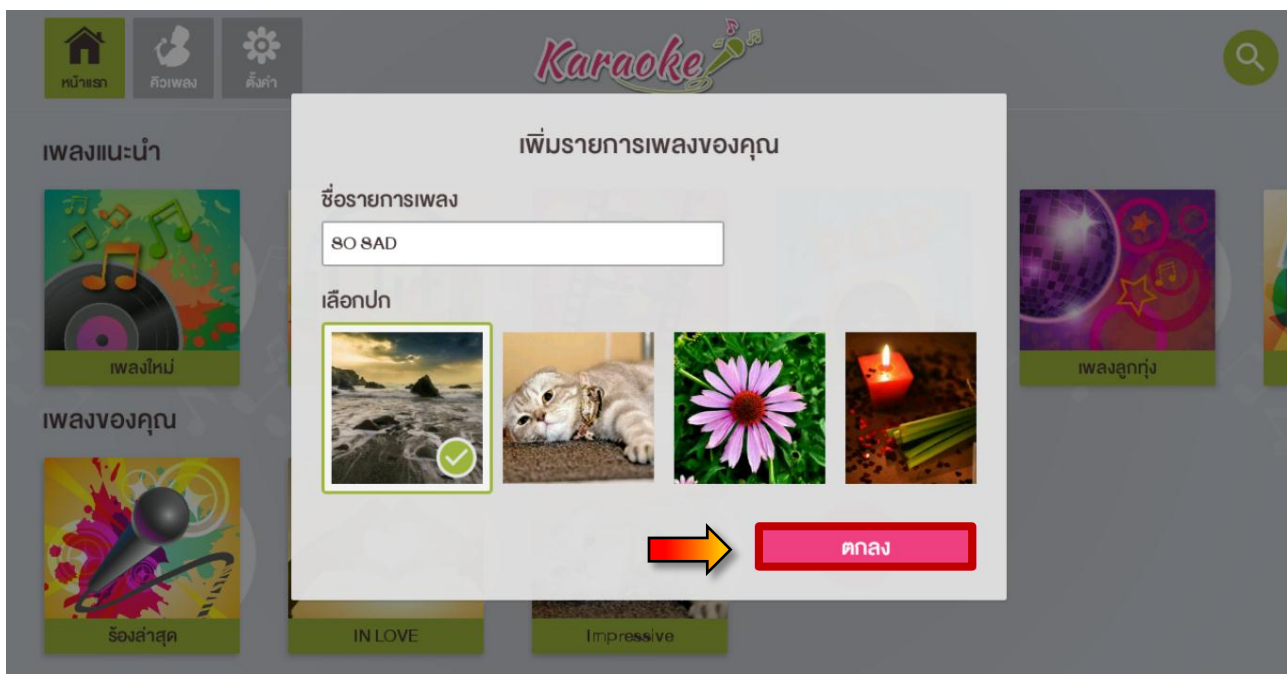 หน้าแรก
คิวเพลง
ตั้งค่า
Karaoke
เพลงแนะนำ
เพลงใหม่
เพลงลูกทุ่ง
เพลงของคุณ
ร้องล่าสุด
IN LOVE
Impressive
เพิ่มรายการเพลงของคุณ
ชื่อรายการเพลง
SO SAD
เลือกปก
ตกลง